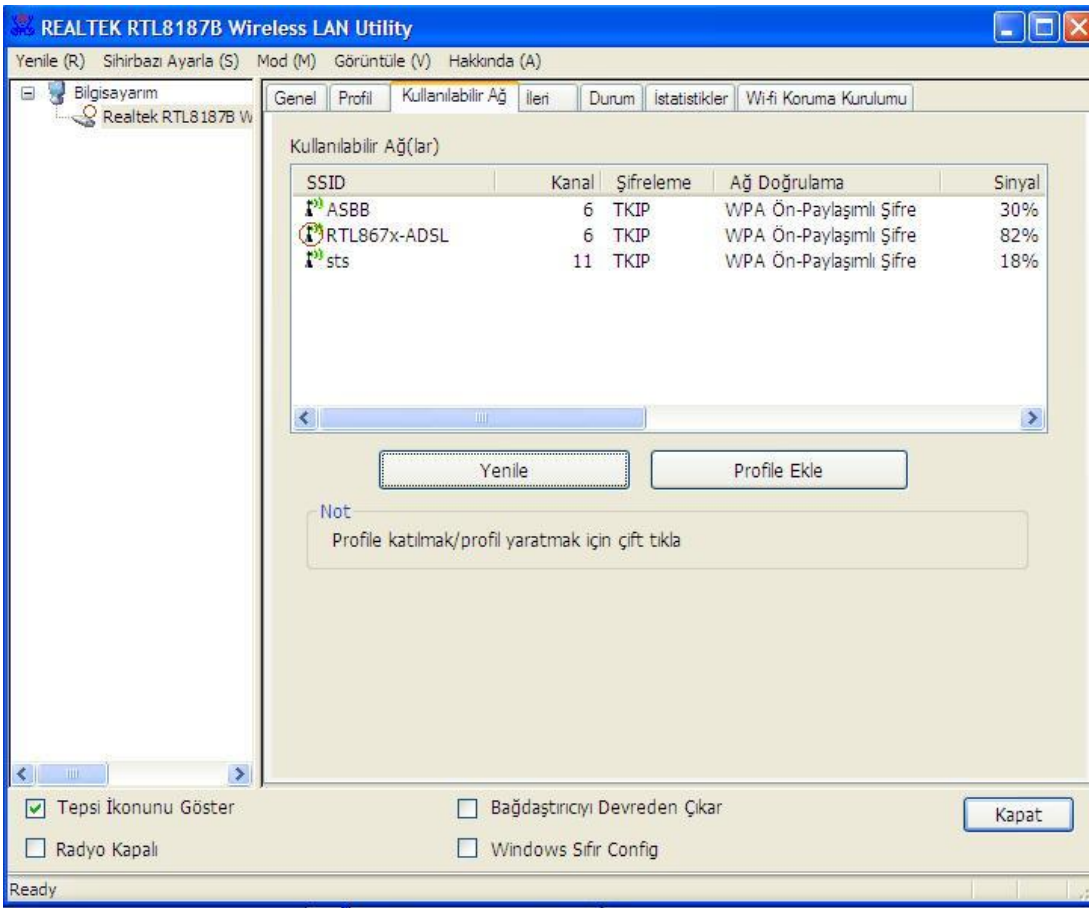 REALTEK RTL8187B Wireless LAN Utility
Yenile (R) Sihirbazı Ayarla (S) Mod (M) Görüntüle (V) Hakkında (A)
Bilgisayarım
Realtek RTL8187B W
Genel Profil Kullanılabilir Ağ İleri Durum İstatistikler Wi-fi Koruma Kurulumu
Kullanılabilir Ağ(lar)
SSID Kanal Şifreleme Ağ Doğrulama Sinyal
ASBB 6 TKIP WPA Ön-Paylaşımlı Şifre 30%
RTL867x-ADSL 6 TKIP WPA Ön-Paylaşımlı Şifre 82%
sts 11 TKIP WPA Ön-Paylaşımlı Şifre 18%
Yenile Profile Ekle
Not
Profile katılmak/profil yaratmak için çift tıkla
Tepsi İkonunu Göster Bağdaştırıcıyı Devreden Çıkar Kapat
Radyo Kapalı Windows Sıfır Config
Ready